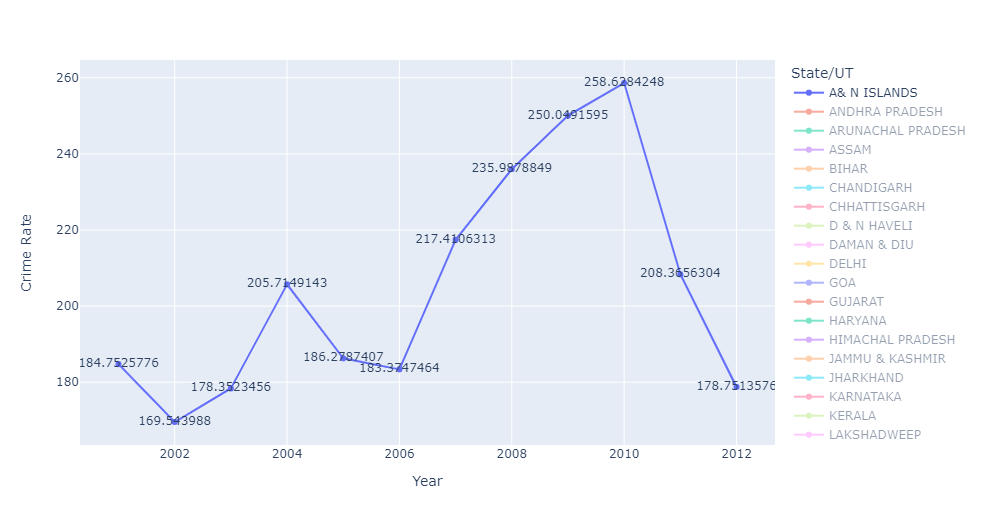 260
240
220
200
180
Crime Rate
184.7525776
169.543988
178.3523456
205.7149143
186.2787407
183.3747464
217.4106313
235.9878849
250.0491595
258.6284248
208.3656304
178.7513576
2002
2004
2006
2008
2010
2012
Year
State/UT
A& N ISLANDS
ANDHRA PRADESH
ARUNACHAL PRADESH
ASSAM
BIHAR
CHANDIGARH
CHHATTISGARH
D & N HAVELI
DAMAN & DIU
DELHI
GOA
GUJARAT
HARYANA
HIMACHAL PRADESH
JAMMU & KASHMIR
JHARKHAND
KARNATAKA
KERALA
LAKSHADWEEP